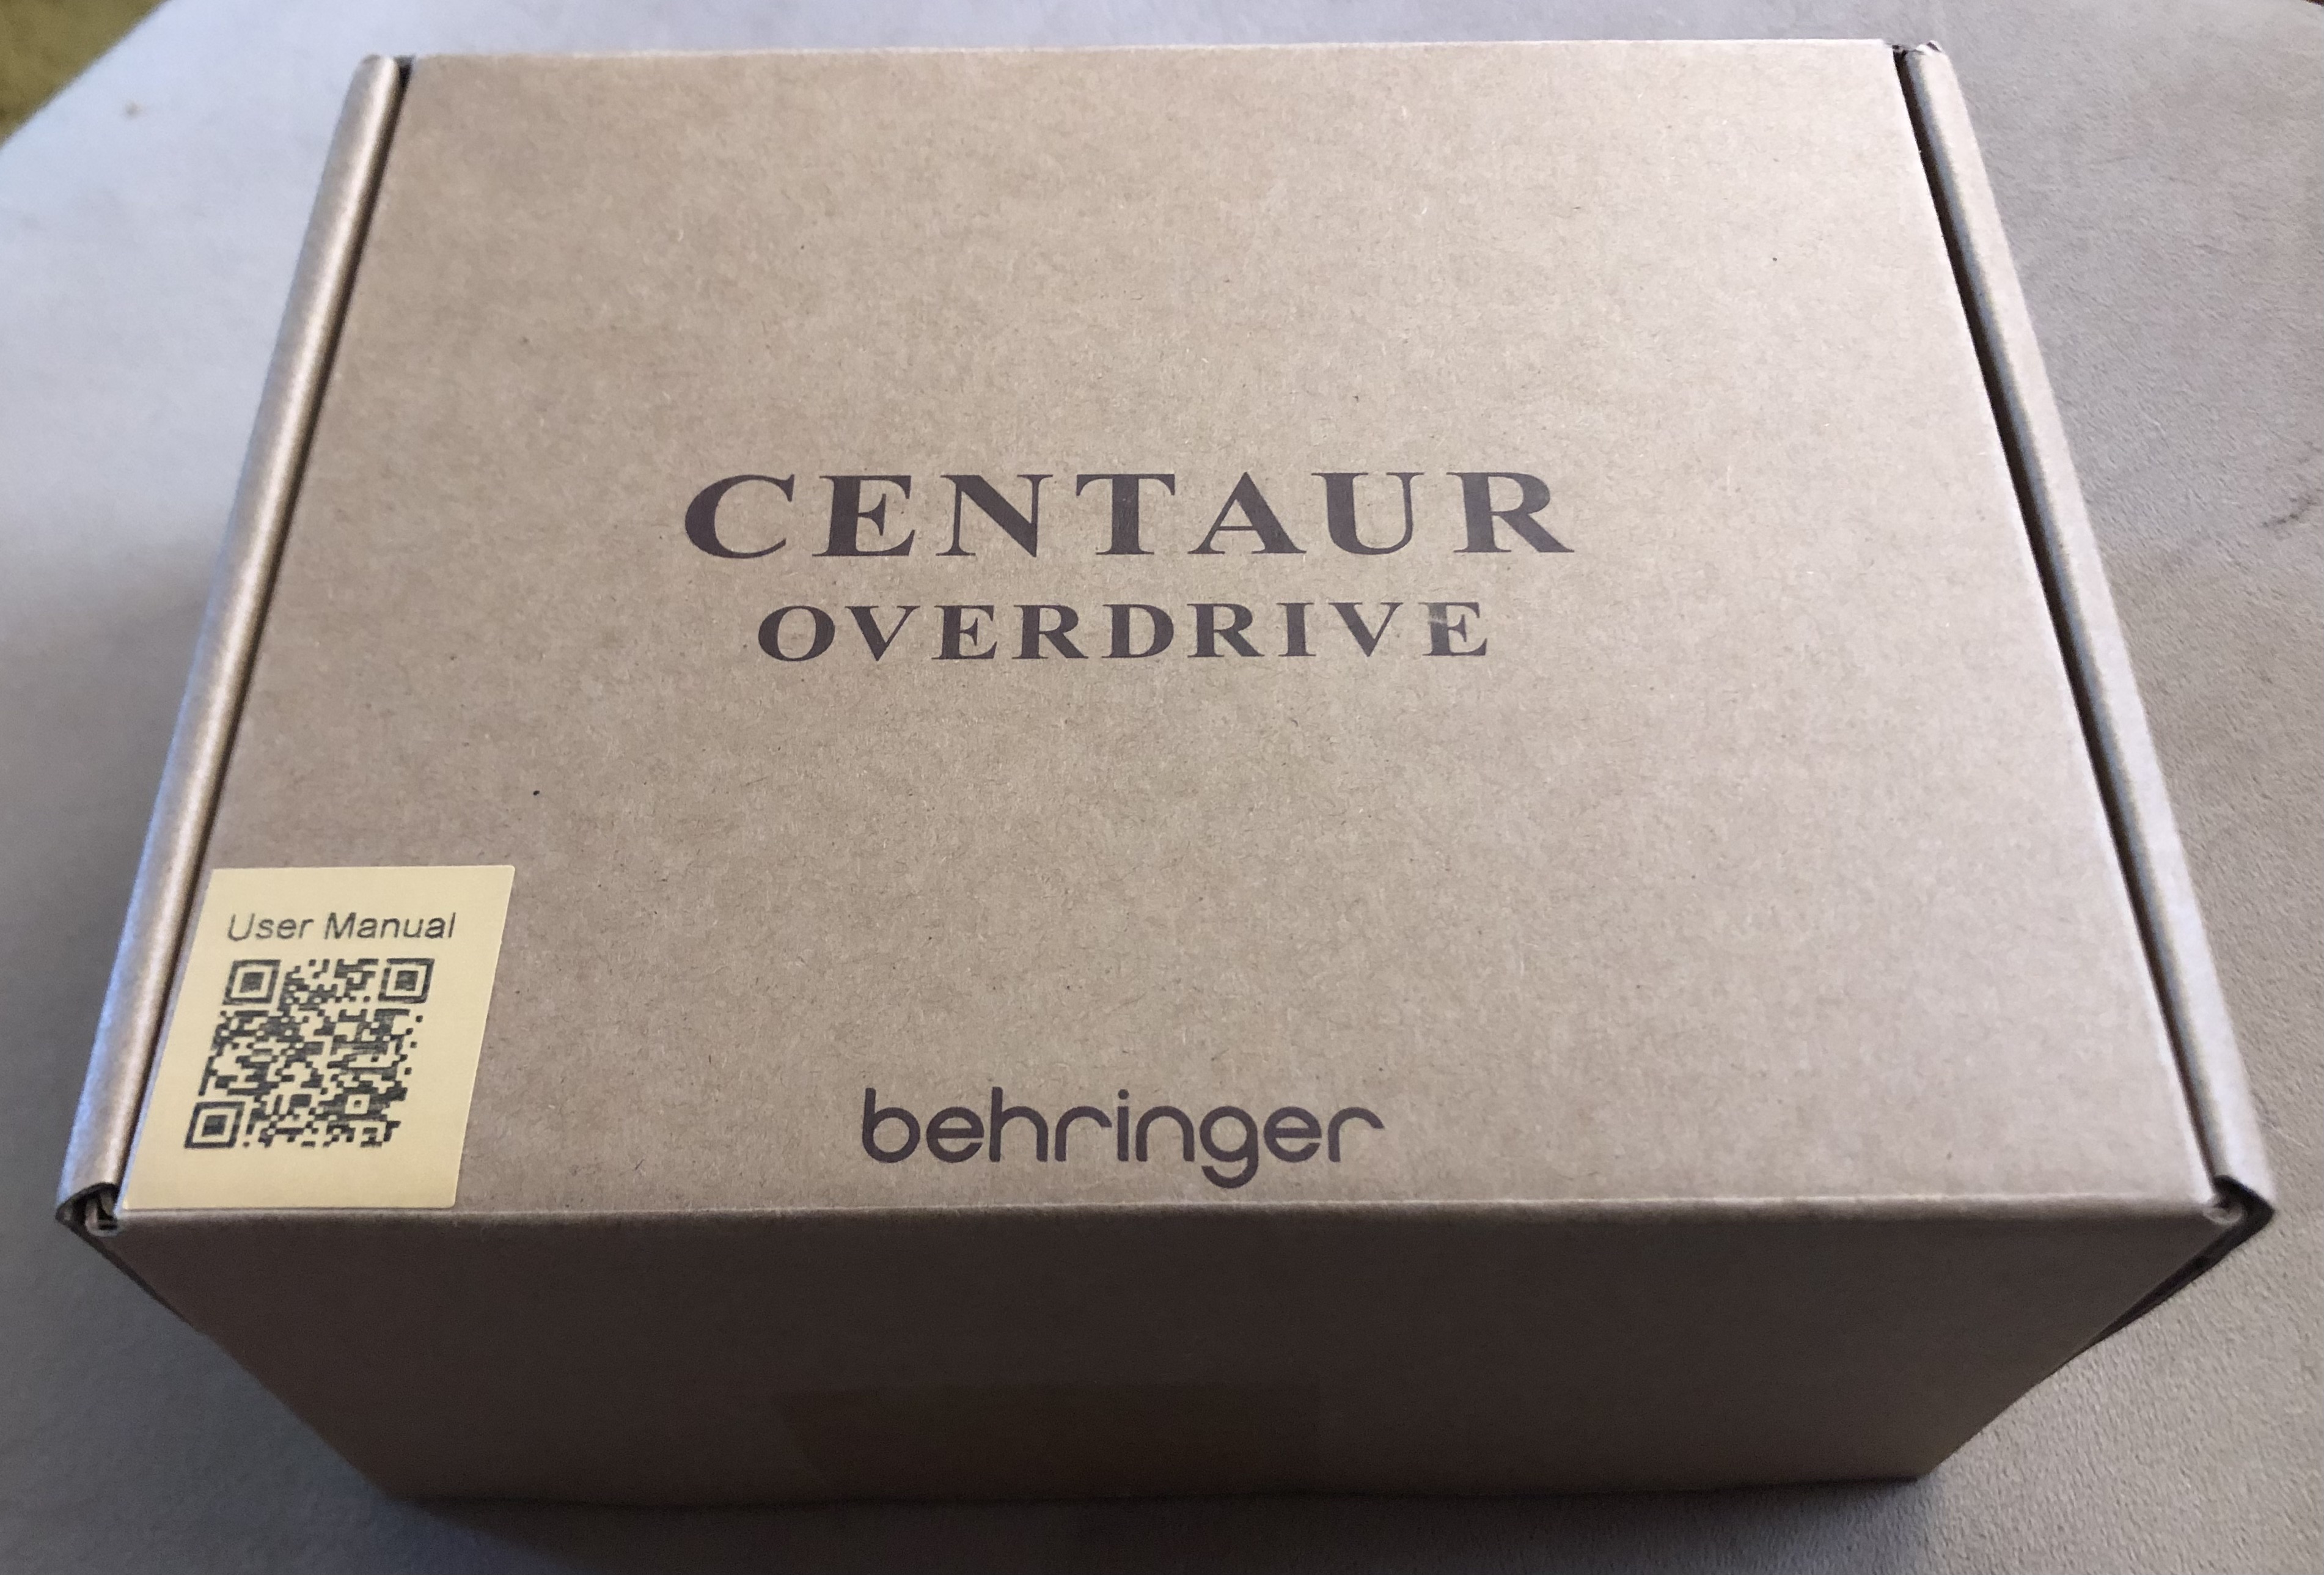 CENTAUR
OVERDRIVE
User Manual
behringer